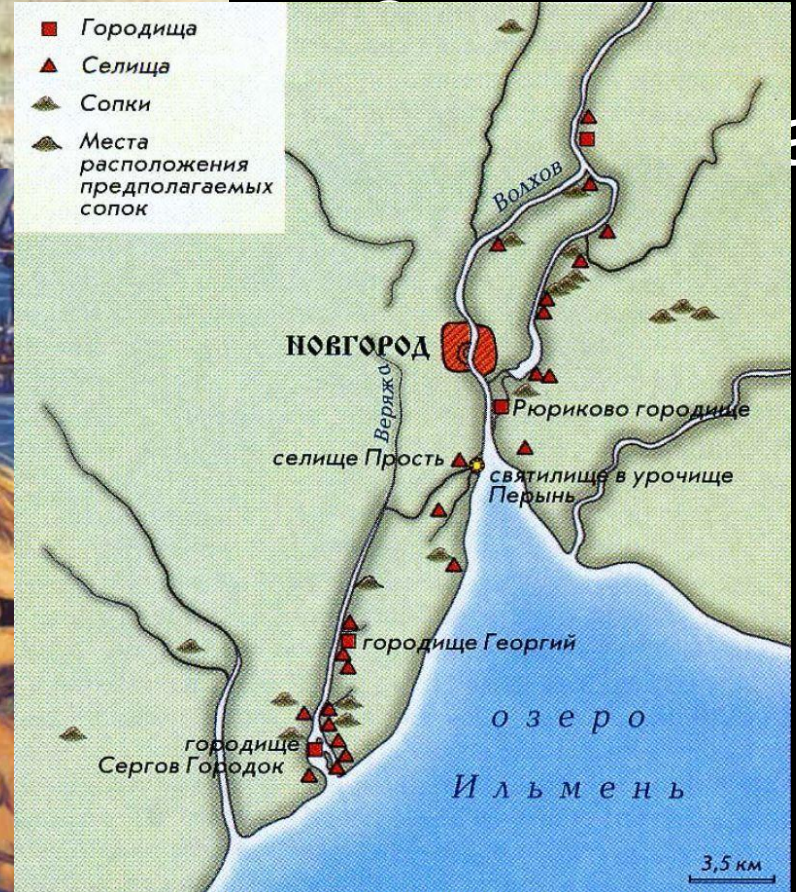 Городища
Селища
Сопки
Места
расположения
предполагаемых
сопок
Волхов
НОВГОРОД
Веряжа
Рюриково городище
селище Прость
святилище в урочище
Перынь
городище Георгий
озеро
Ильмень
городище
Сергов Городок
3,5 км